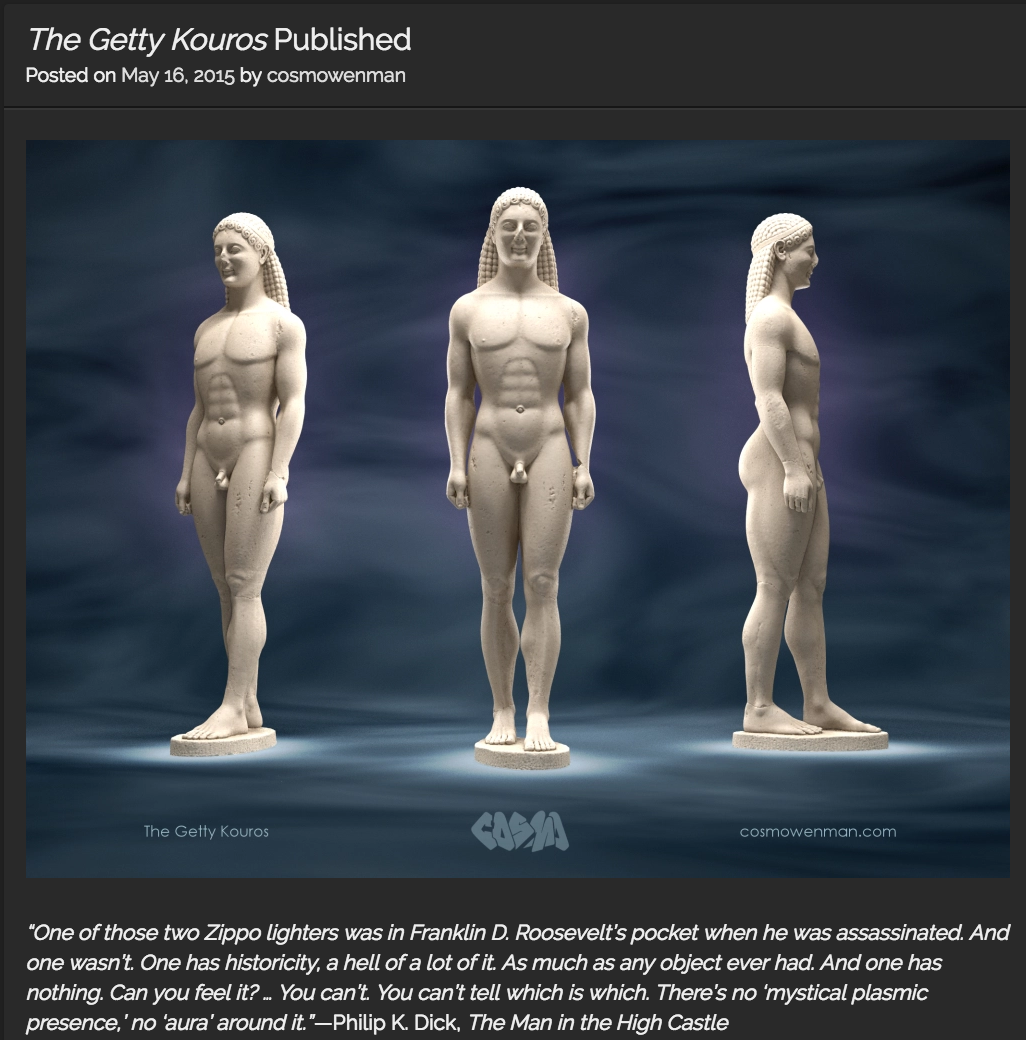 The Getty Kouros Published
Posted on May 16, 2015 by cosmowenman
The Getty Kouros
COSMO
cosmowenman.com
“One of those two Zippo lighters was in Franklin D. Roosevelt’s pocket when he was assassinated. And
one wasn’t. One has historicity, a hell of a lot of it. As much as any object ever had. And one has
nothing. Can you feel it? … You can’t. You can’t tell which is which. There’s no ‘mystical plasmic
presence,’ no ‘aura’ around it.”—Philip K. Dick, The Man in the High Castle